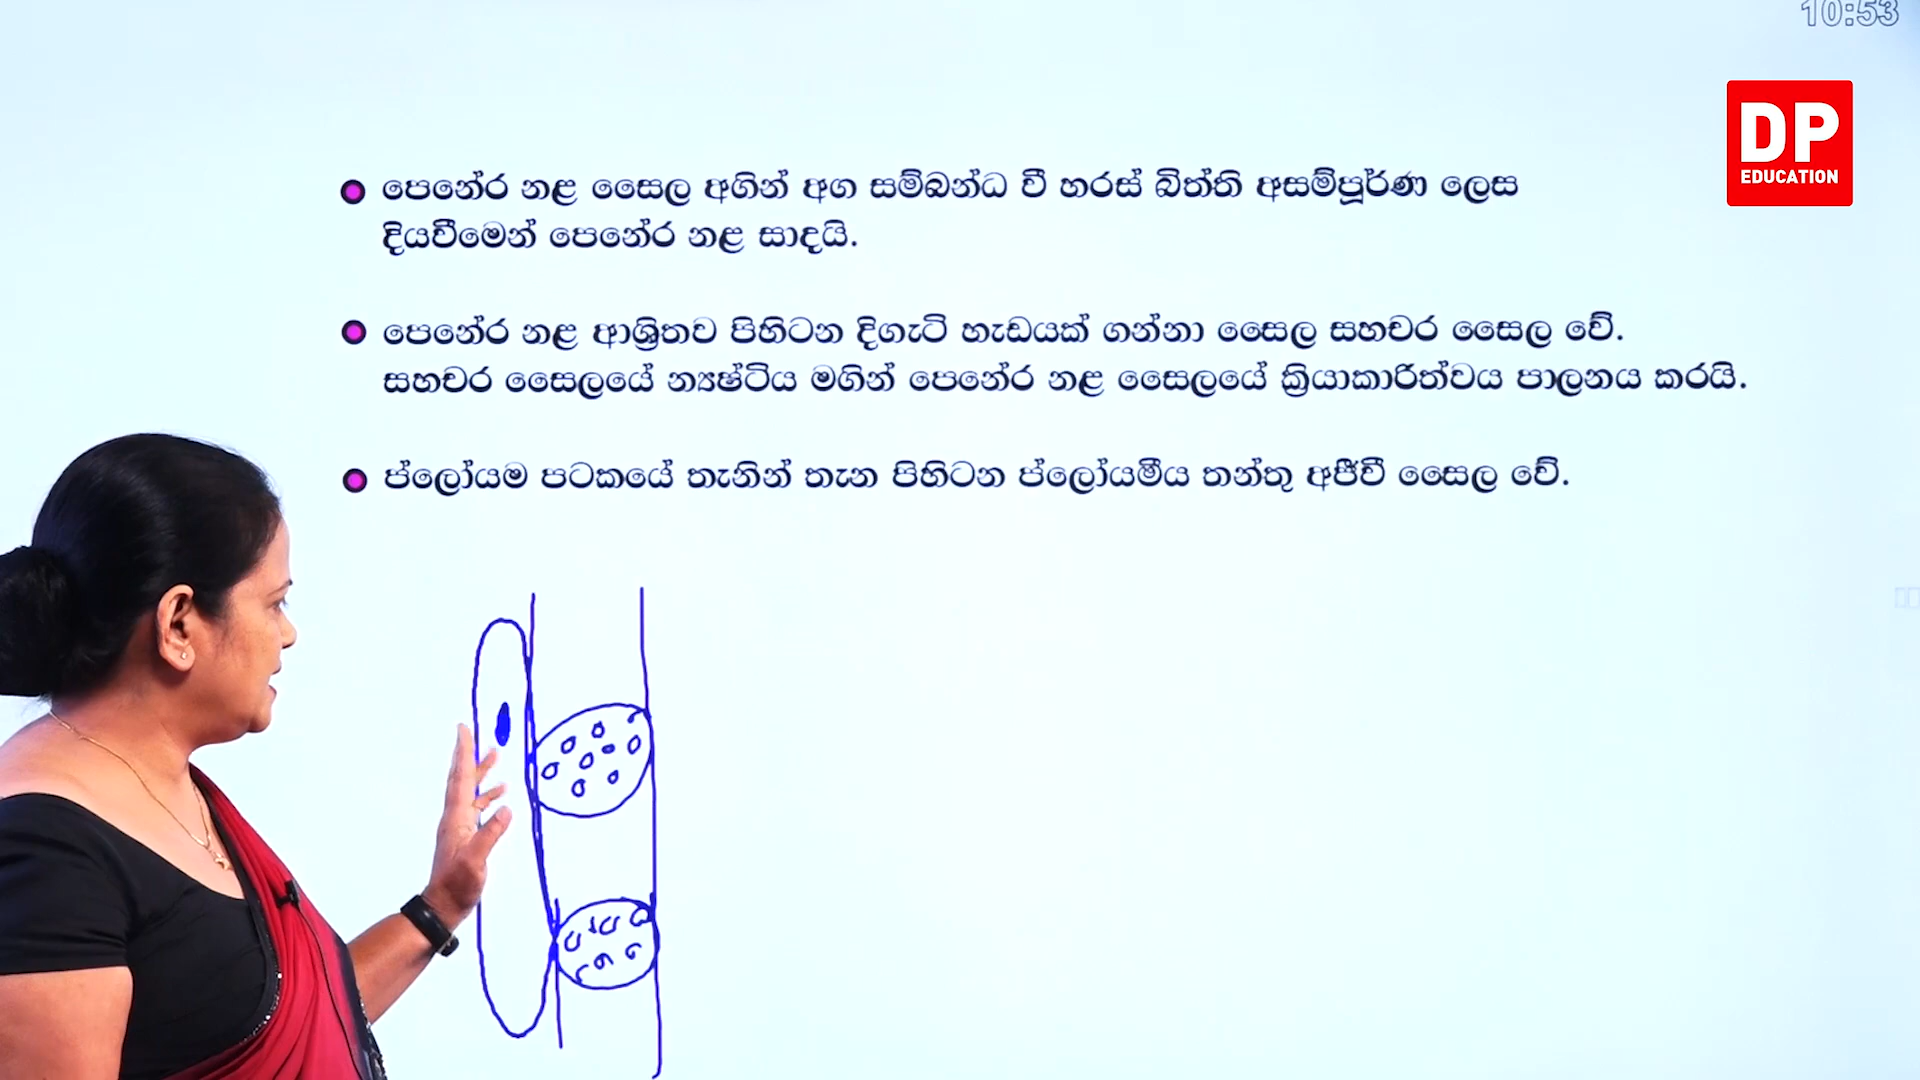 10:53
DP
EDUCATION
පෙනේර නළ සෛල අගින් අග සම්බන්ධ වී හරස් බිත්ති අසම්පූර්ණ ලෙස
දියවීමෙන් පෙනේර නළ සාදයි.
පෙනේර නළ ආශ්‍රිතව පිහිටන දිගැටි හැඩයක් ගන්නා සෛල සහචර සෛල වේ.
සහචර සෛලයේ න්‍යෂ්ටිය මගින් පෙනේර නළ සෛලයේ ක්‍රියාකාරිත්වය පාලනය කරයි.
ප්ලෝයම පටකයේ තැනින් තැන පිහිටන ප්ලෝයමීය තන්තු අජීවී සෛල වේ.